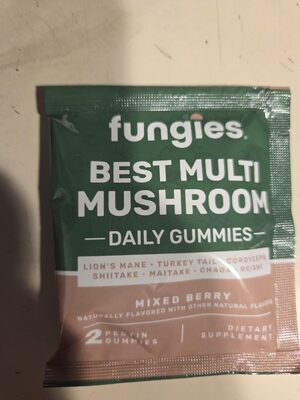 fungies
BEST MULTI
MUSHROOM
DAILY GUMMIES
LION'S MANE • TURKEY TAIL • CORDYCEPS
SHIITAKE • MAITAKE • CHAGA • REISHI
MIXED BERRY
NATURALLY FLAVORED WITH OTHER NATURAL FLAVORS
2 PECTIN GUMMIES
DIETARY SUPPLEMENT